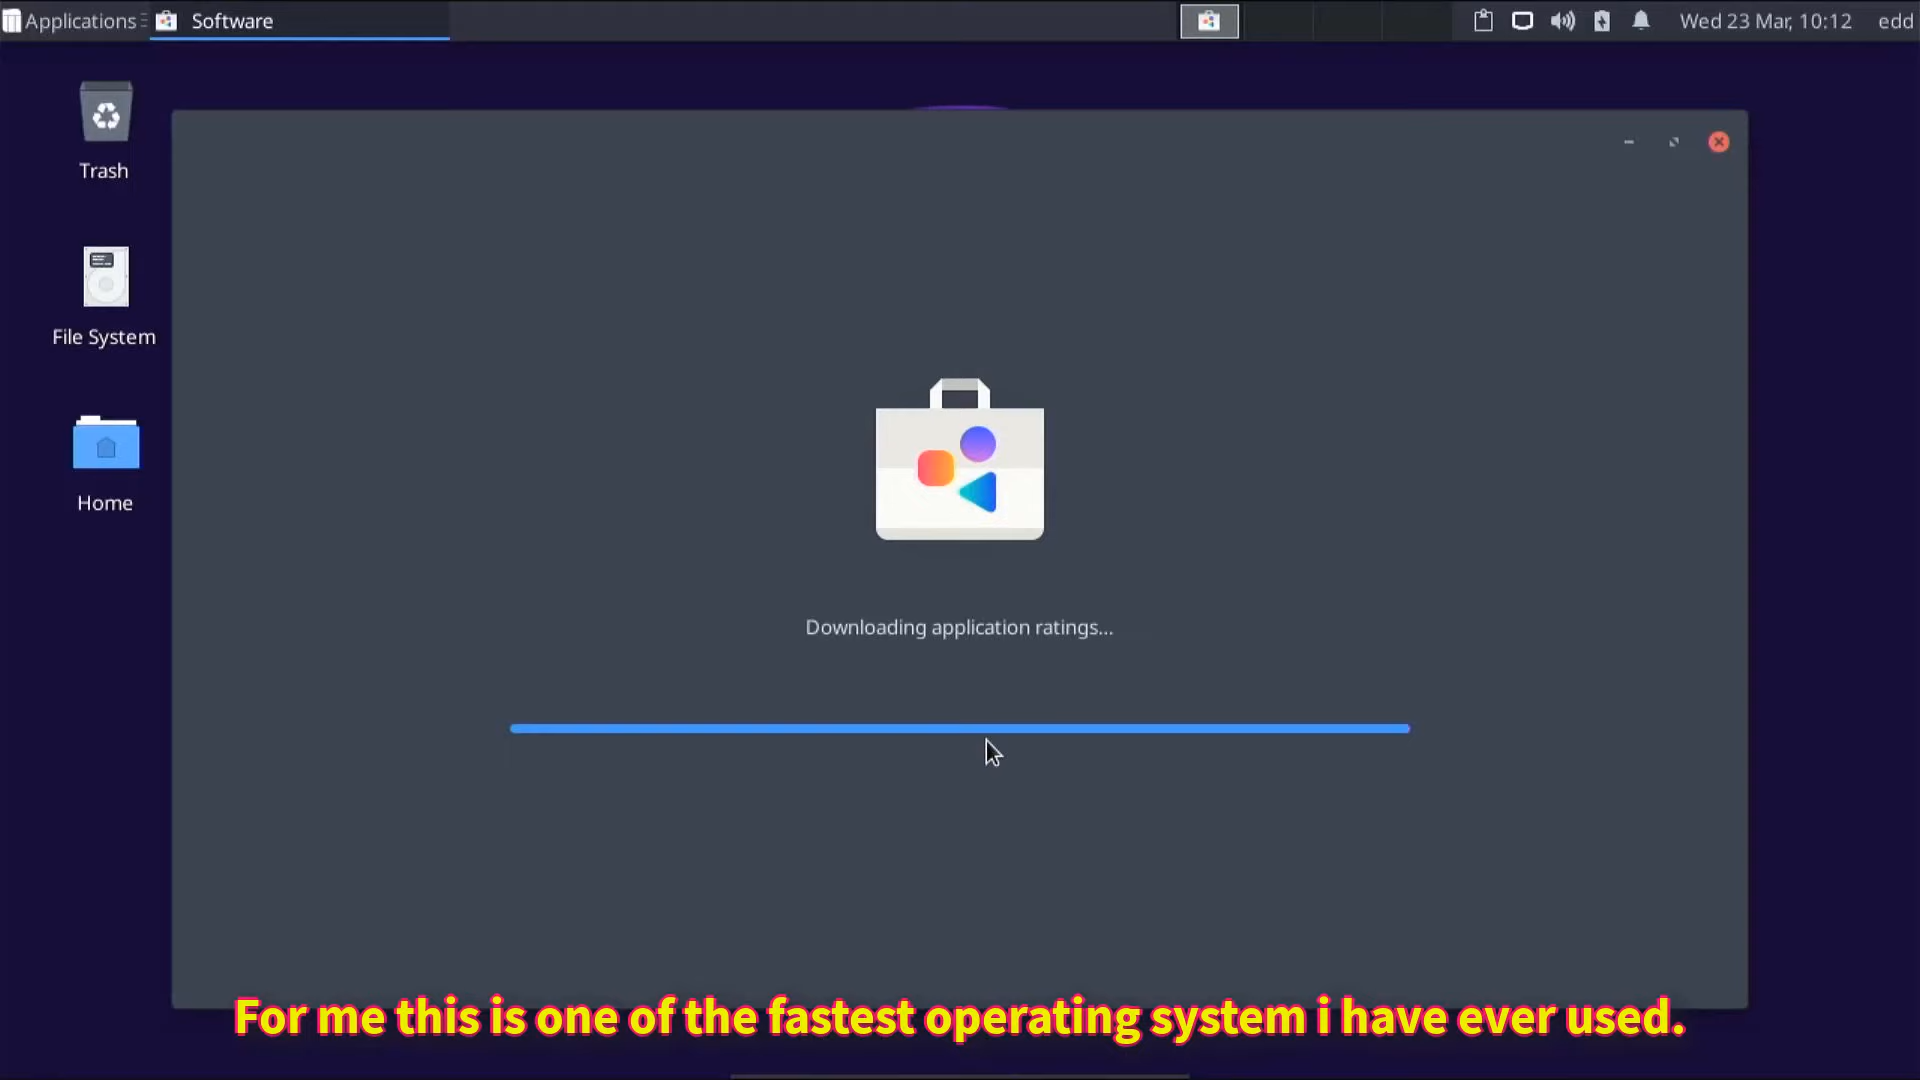 Applications
Software
Wed 23 Mar, 10:12
edd
Trash
File System
Home
Downloading application ratings...
For me this is one of the fastest operating system i have ever used.